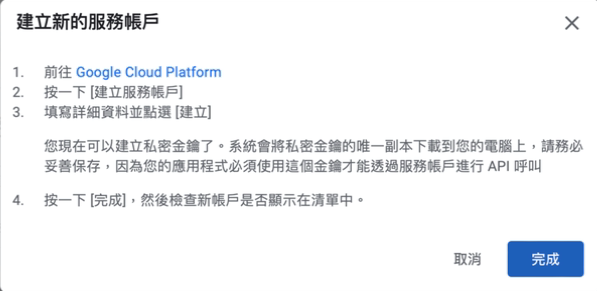 建立新的服務帳戶
1. 前往 Google Cloud Platform
2. 按一下 [建立服務帳戶]
3. 填寫詳細資料並點選 [建立]
您現在可以建立私密金鑰了。系統會將私密金鑰的唯一副本下載到您的電腦上，請務必
妥善保存，因為您的應用程式必須使用這個金鑰才能透過服務帳戶進行 API 呼叫
4. 按一下 [完成]，然後檢查新帳戶是否顯示在清單中。
取消 完成